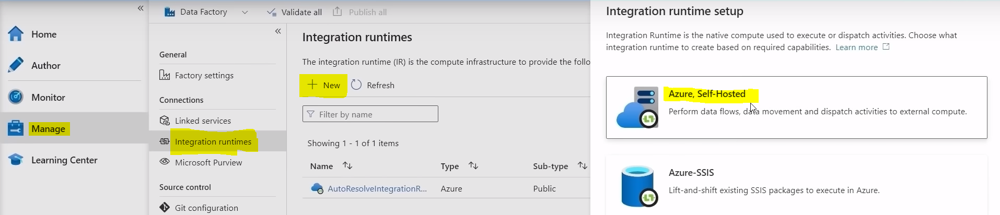 Home
Author
Monitor
Manage
Learning Center
Data Factory
Validate all
Publish all
General
Factory settings
Connections
Linked services
Integration runtimes
Microsoft Purview
Source control
Git configuration
Integration runtimes
The integration runtime (IR) is the compute infrastructure to provide the follo
New Refresh
Filter by name
Showing 1 - 1 of 1 items
Name Type Sub-type
AutoResolveIntegrationR... Azure Public
Integration runtime setup
Integration Runtime is the native compute used to execute or dispatch activities. Choose what
integration runtime to create based on required capabilities. Learn more
Azure, Self-Hosted
Perform data flows, data movement and dispatch activities to external compute.
Azure-SSIS
Lift-and-shift existing SSIS packages to execute in Azure.